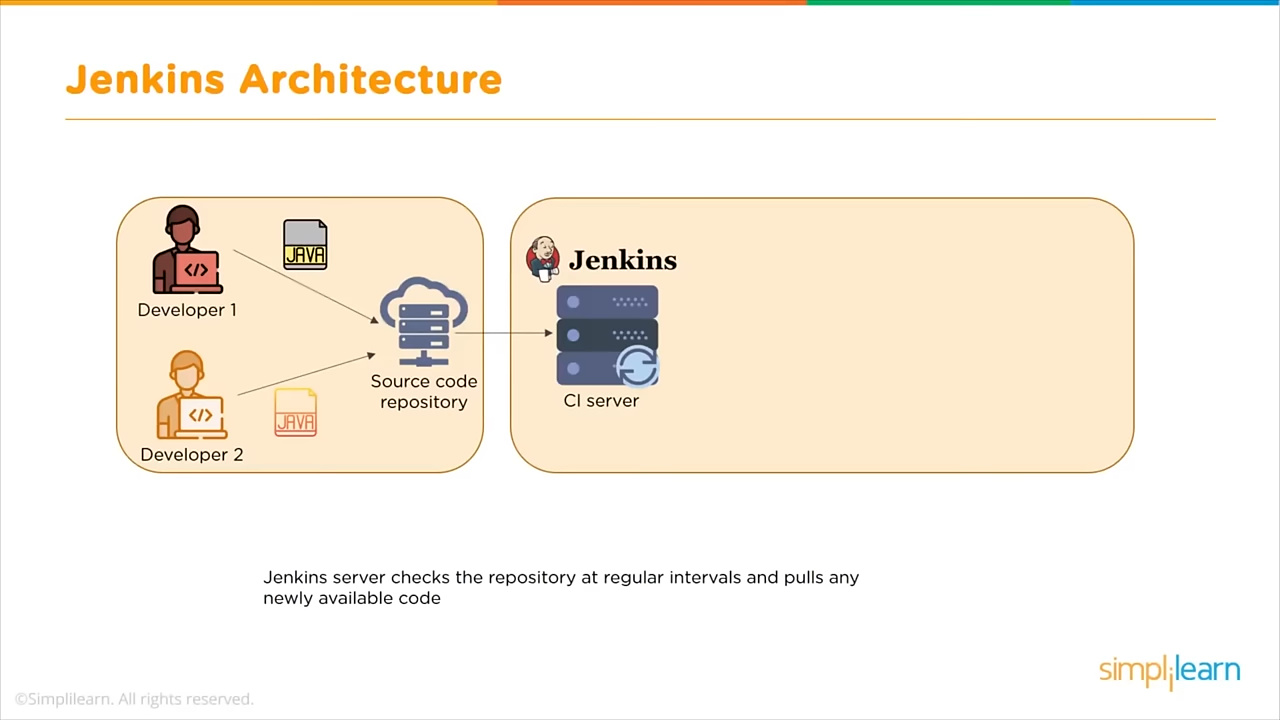 Jenkins Architecture
JAVA
Developer 1
Jenkins
Source code
repository
CI server
JAVA
Developer 2
Jenkins server checks the repository at regular intervals and pulls any
newly available code
simplilearn
©Simplilearn. All rights reserved.